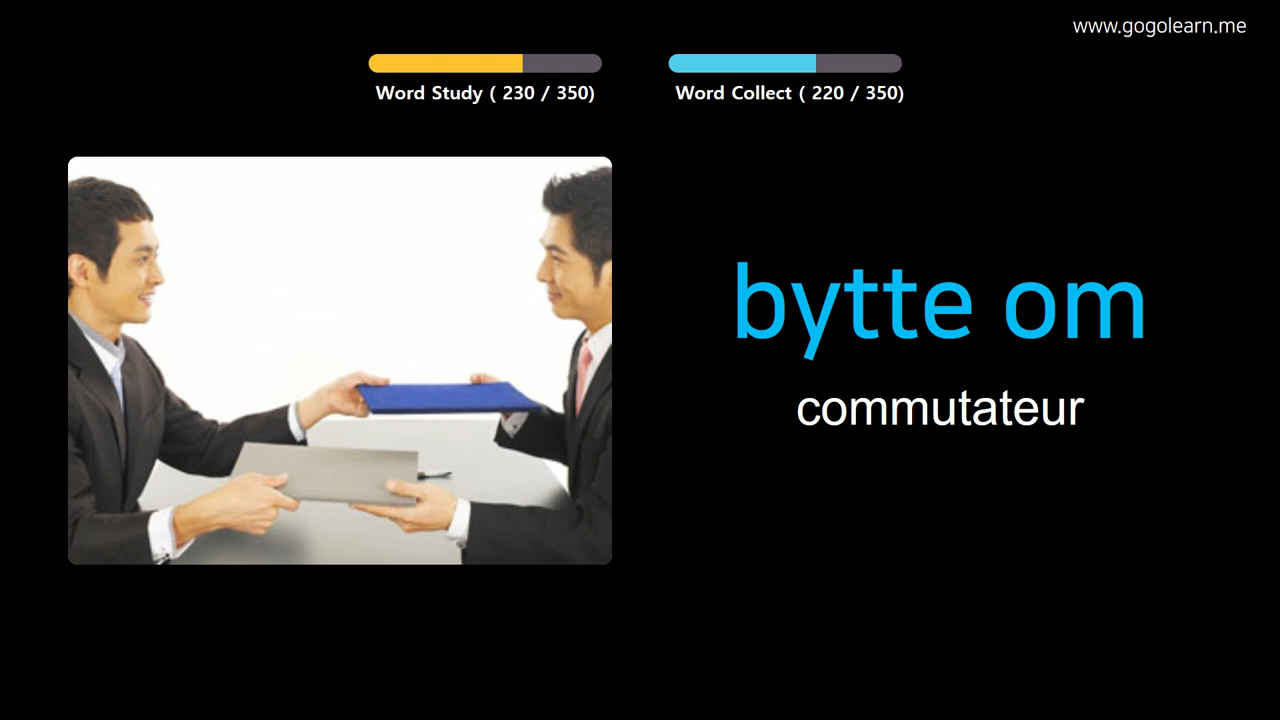 www.gogolearn.me
Word Study ( 230 / 350)
Word Collect ( 220 / 350)
bytte om
commutateur